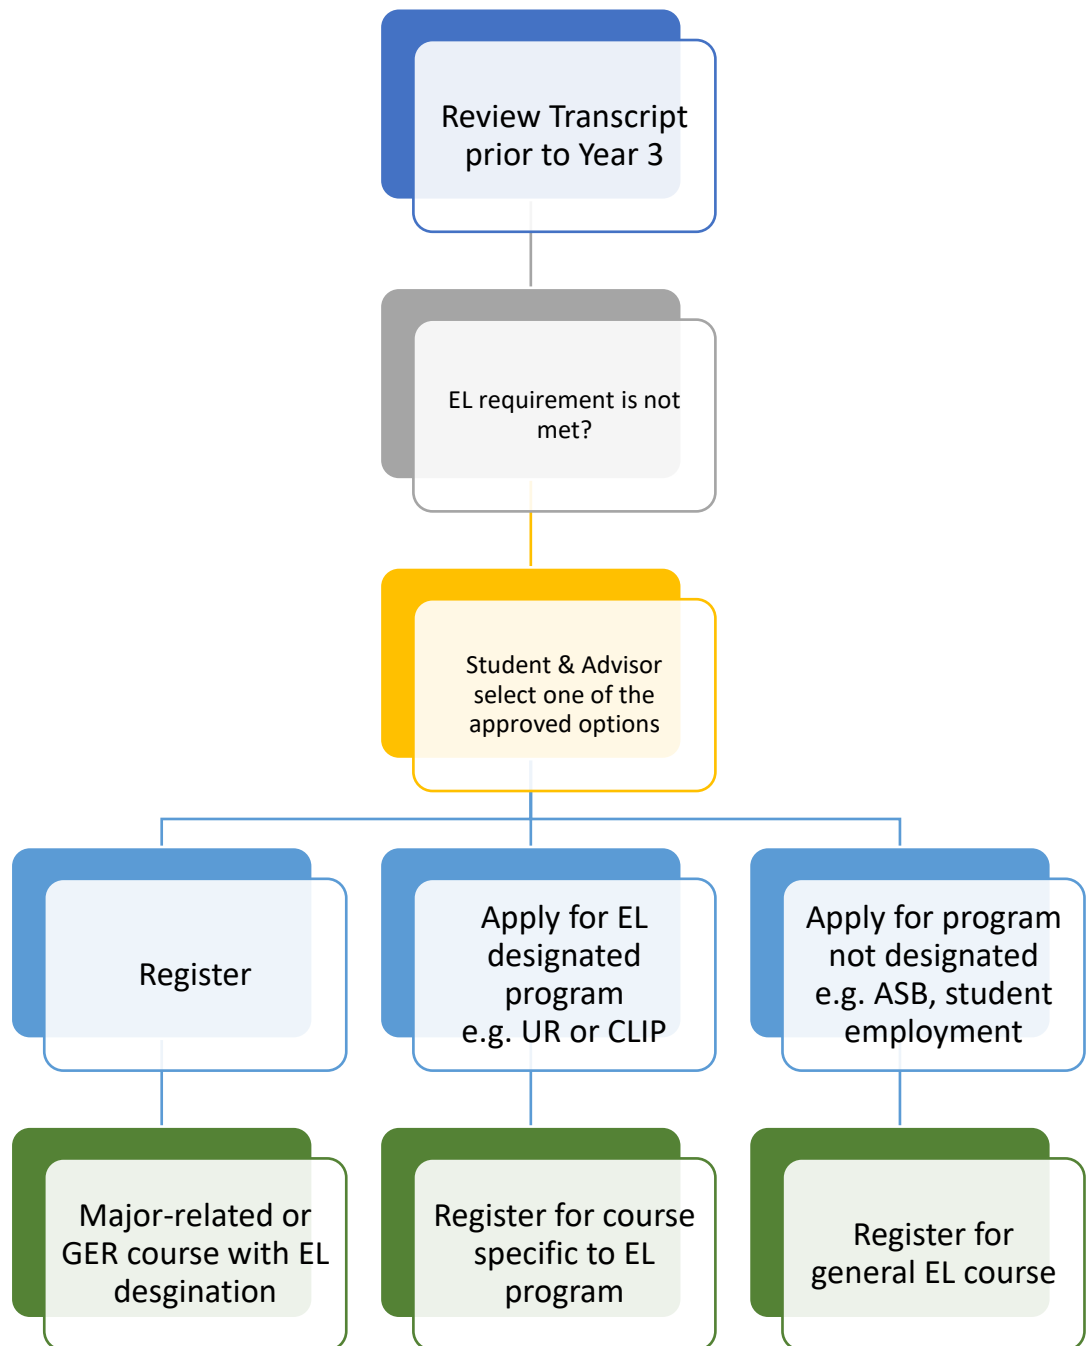 Review Transcript
prior to Year 3
EL requirement is not
met?
Student & Advisor
select one of the
approved options
Register
Apply for EL
designated
program
e.g. UR or CLIP
Apply for program
not designated
e.g. ASB, student
employment
Major-related or
GER course with EL
desgination
Register for course
specific to EL
program
Register for
general EL course